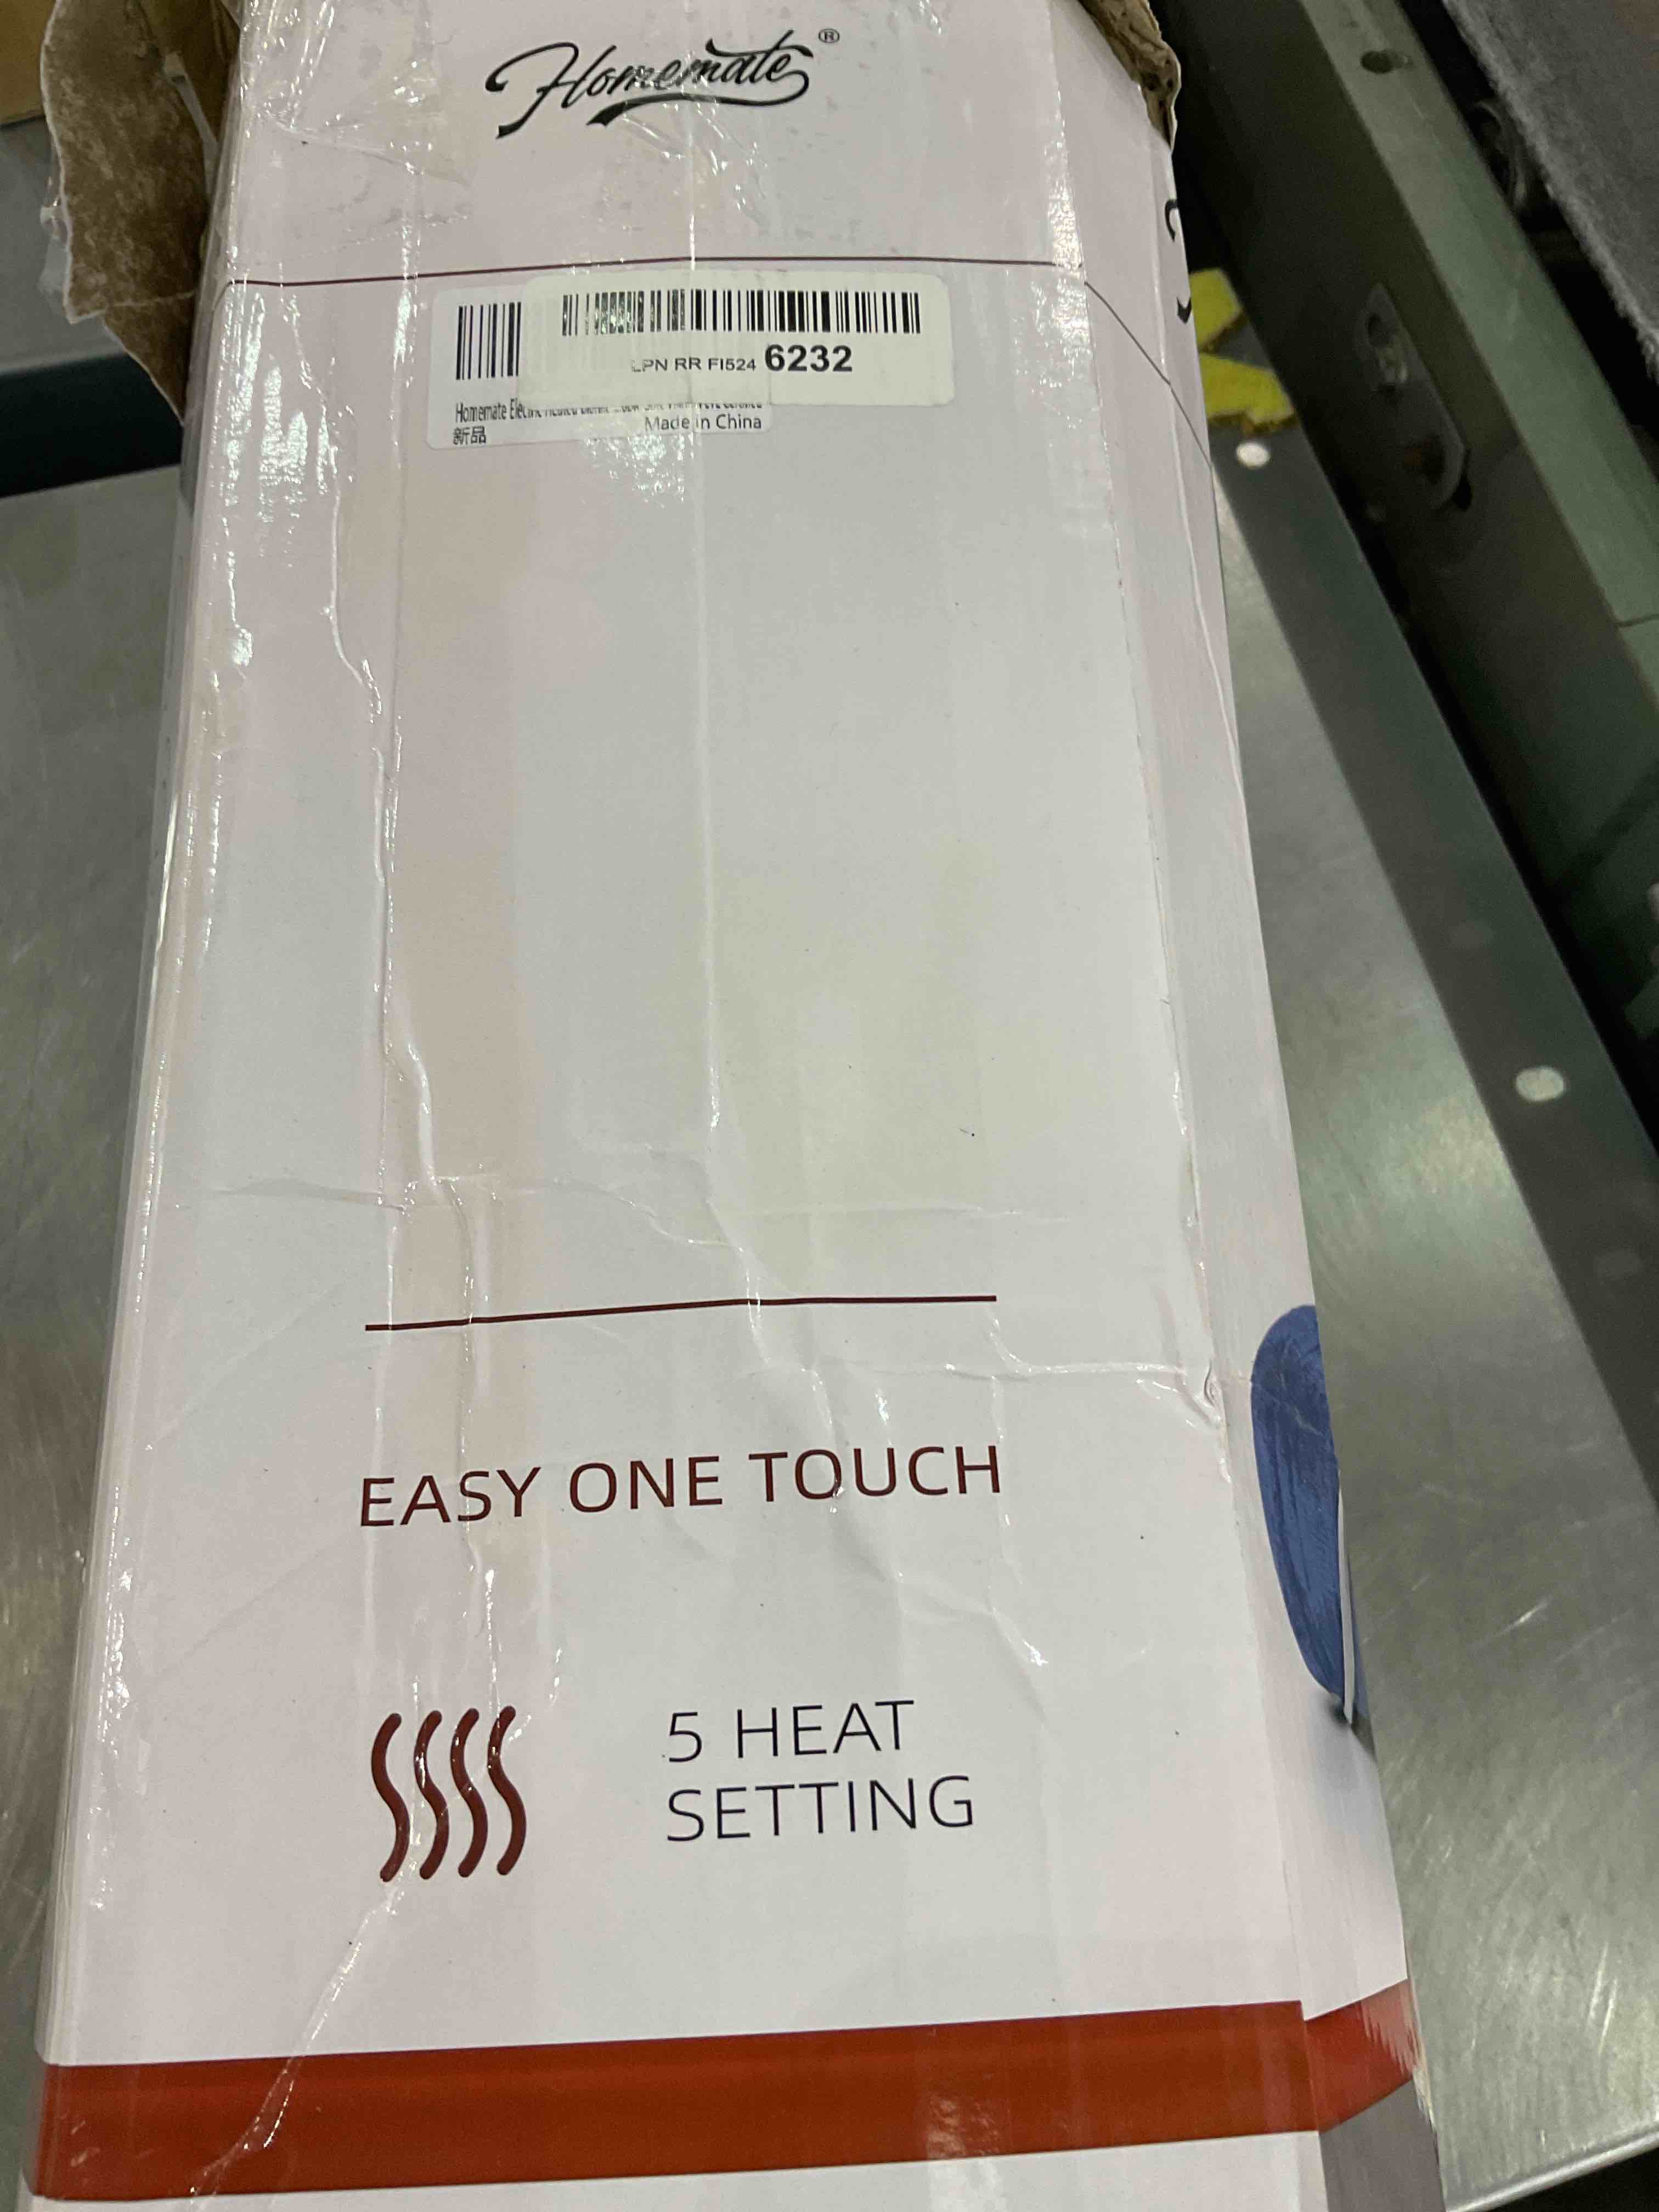 Homemate®
LPN RR FI524 6232
Homemate
Made in China
新品
EASY ONE TOUCH
5 HEAT
SETTING